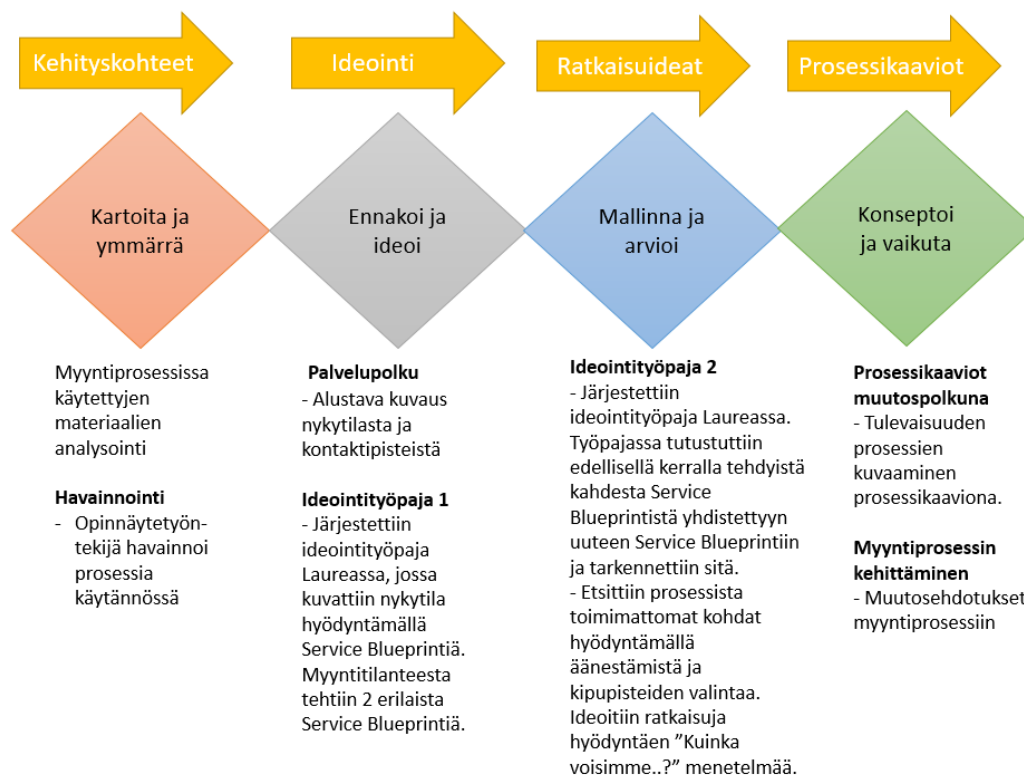 Kehityskohteet
Ideointi
Ratkaisuideat
Prosessikaaviot
Kartoita ja
ymmärrä
Ennakoi ja
ideoi
Mallinna ja
arvioi
Konseptoi
ja vaikuta
Myyntiprosessissa
käytettyjen
materiaalien
analysointi
Havainnointi
- Opinnäytetyön-
tekijä havainnoi
prosessia
käytännössä
Palvelupolku
- Alustava kuvaus
nykytilasta ja
kontaktipisteistä
Ideointityöpaja 1
- Järjestettiin
ideointityöpaja
Laureassa, jossa
kuvattiin nykytila
hyödyntämällä
Service Blueprintiä.
Myyntitilanteesta
tehtiin 2 erilaista
Service Blueprintiä.
Ideointityöpaja 2
- Järjestettiin
ideointityöpaja Laureassa.
Työpajassa tutustuttiin
edellisellä kerralla tehdyistä
kahdesta Service
Blueprintistä yhdistettyyn
uuteen Service Blueprintiin
ja tarkennettiin sitä.
- Etsittiin prosessista
toimimattomat kohdat
hyödyntämällä
äänestämistä ja
kipupisteiden valintaa.
Ideoitiin ratkaisuja
hyödyntäen ”Kuinka
voisimme..?” menetelmää.
Prosessikaaviot
muutospolkuna
- Tulevaisuuden
prosessien
kuvaaminen
prosessikaaviona.
Myyntiprosessin
kehittäminen
- Muutosehdotukset
myyntiprosessiin